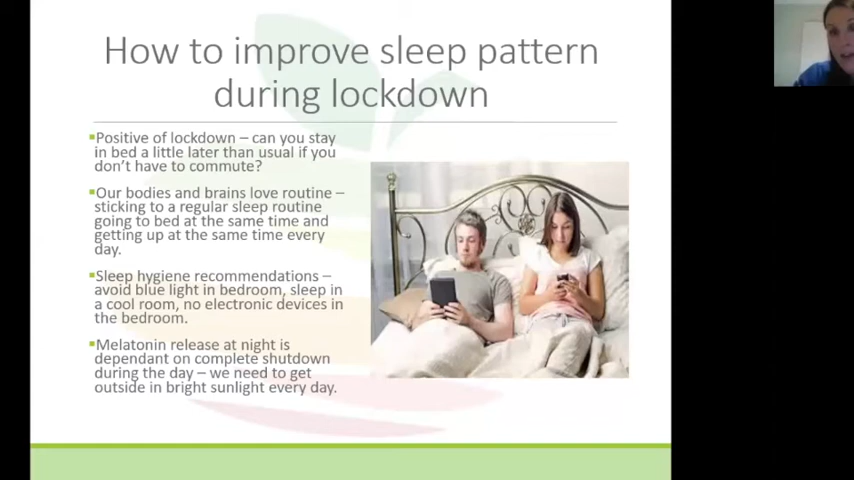 How to improve sleep pattern
during lockdown
▪Positive of lockdown – can you stay
in bed a little later than usual if you
don't have to commute?
▪Our bodies and brains love routine –
sticking to a regular sleep routine
going to bed at the same time and
getting up at the same time every
day.
▪Sleep hygiene recommendations –
avoid blue light in bedroom, sleep in
a cool room, no electronic devices in
the bedroom.
▪Melatonin release at night is
dependant on complete shutdown
during the day – we need to get
outside in bright sunlight every day.